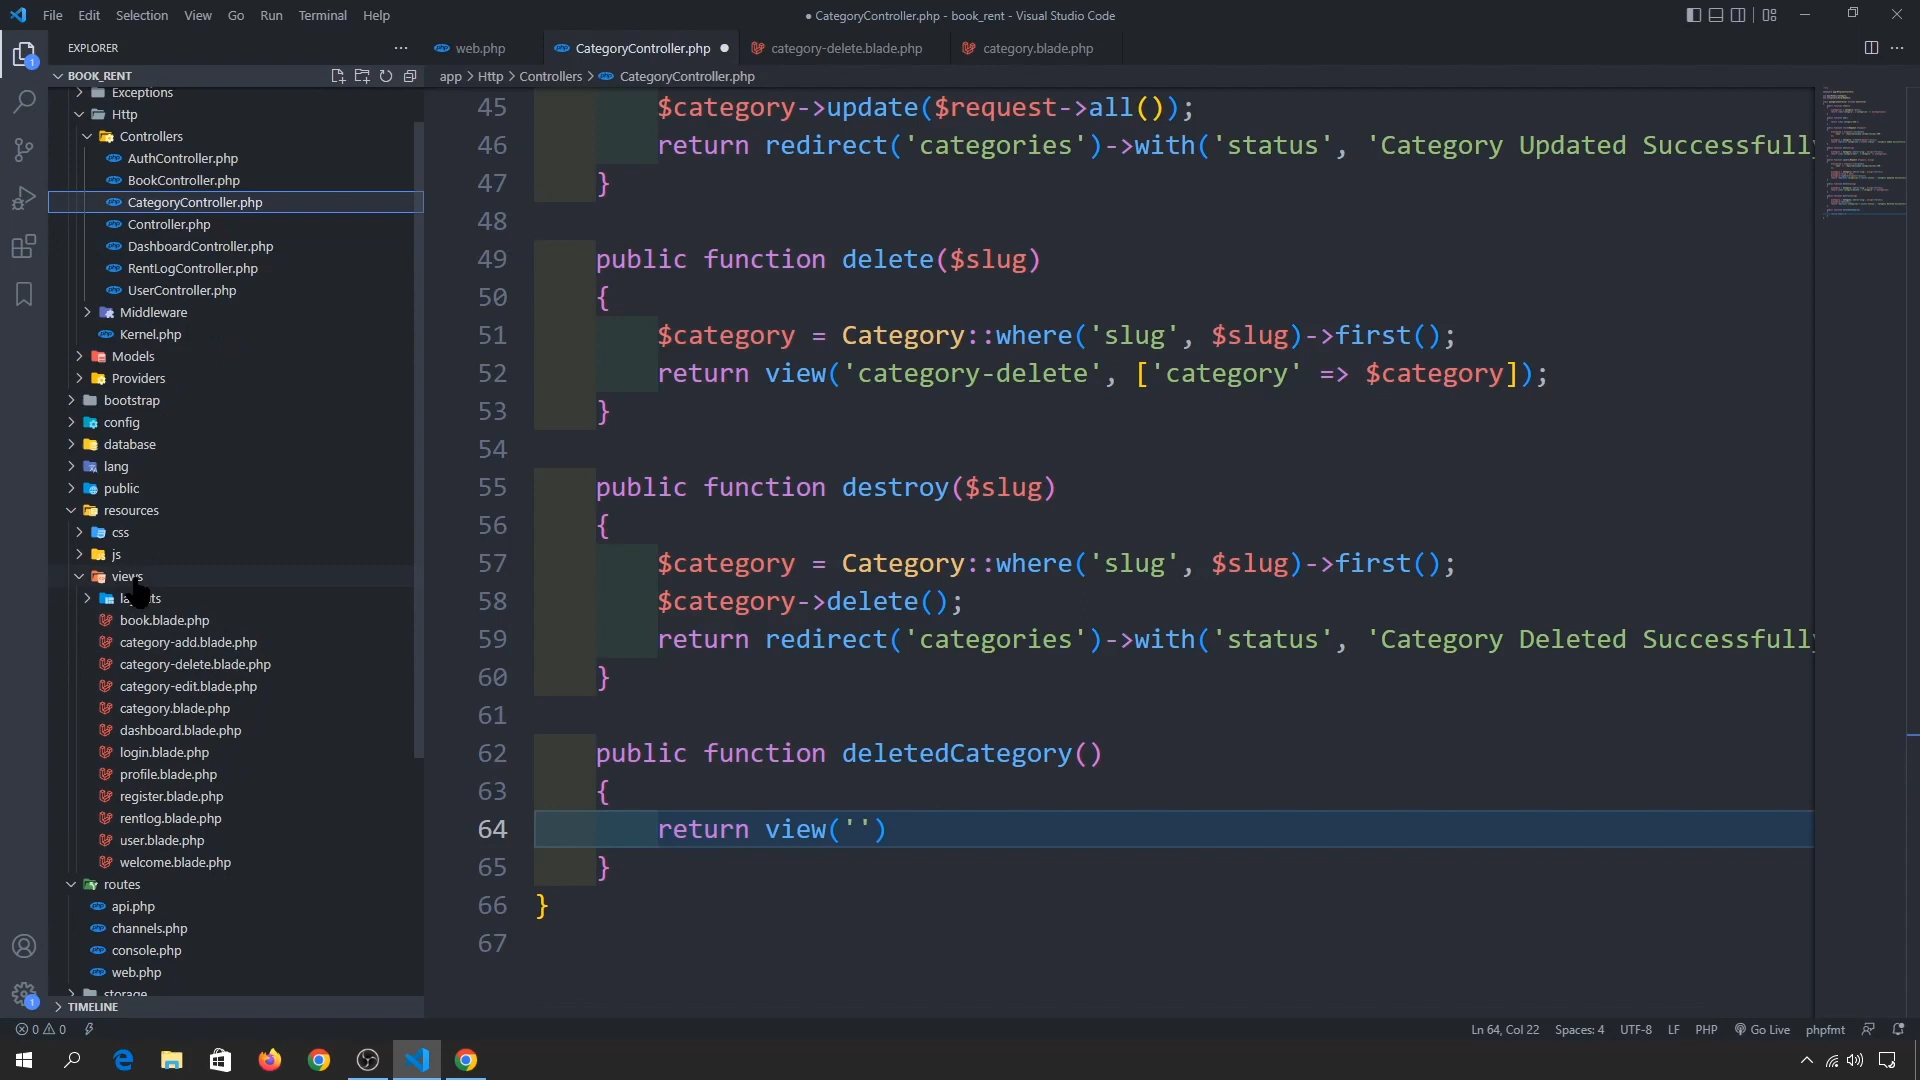 File Edit Selection View Go Run Terminal Help
● CategoryController.php - book_rent - Visual Studio Code
EXPLORER
web.php
CategoryController.php
category-delete.blade.php
category.blade.php
BOOK_RENT
app > Http > Controllers > CategoryController.php
Exceptions
Http
Controllers
AuthController.php
BookController.php
CategoryController.php
Controller.php
DashboardController.php
RentLogController.php
UserController.php
Middleware
Kernel.php
Models
Providers
bootstrap
config
database
lang
public
resources
css
js
views
book.blade.php
category-add.blade.php
category-delete.blade.php
category-edit.blade.php
category.blade.php
dashboard.blade.php
login.blade.php
profile.blade.php
register.blade.php
rentlog.blade.php
user.blade.php
welcome.blade.php
routes
api.php
channels.php
console.php
web.php
storage
TIMELINE
45 $category->update($request->all());
46 return redirect('categories')->with('status', 'Category Updated Successfully
47 }
48
49 public function delete($slug)
50 {
51 $category = Category::where('slug', $slug)->first();
52 return view('category-delete', ['category' => $category]);
53 }
54
55 public function destroy($slug)
56 {
57 $category = Category::where('slug', $slug)->first();
58 $category->delete();
59 return redirect('categories')->with('status', 'Category Deleted Successfully
60 }
61
62 public function deletedCategory()
63 {
64 return view('')
65 }
66 }
67
0 0
Ln 64, Col 22 Spaces: 4 UTF-8 LF PHP Go Live phpfmt